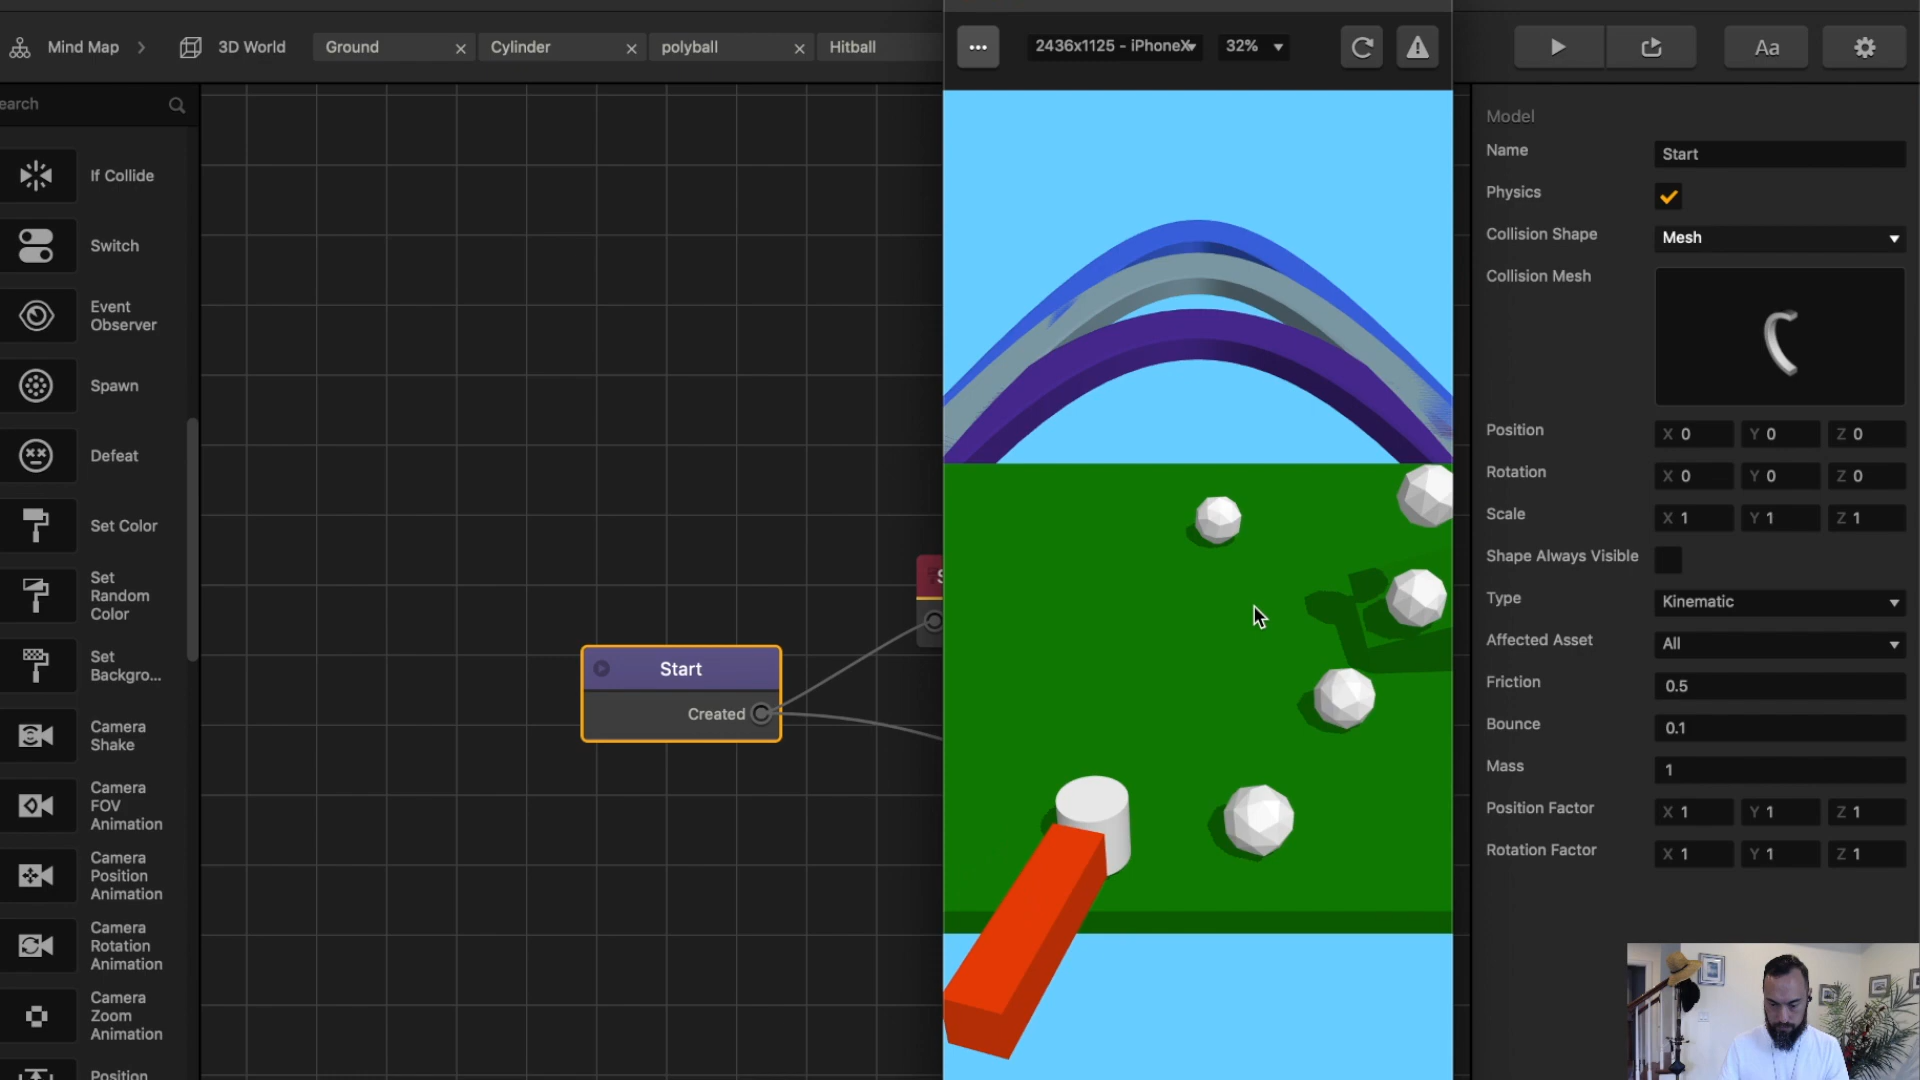 Mind Map
3D World
Ground
Cylinder
polyball
Hitball
2436x1125 - iPhoneX
32%
Aa
earch
If Collide
Switch
Event
Observer
Spawn
Defeat
Set Color
Set
Random
Color
Set
Backgro...
Camera
Shake
Camera
FOV
Animation
Camera
Position
Animation
Camera
Rotation
Animation
Camera
Zoom
Animation
Position
Start
Created
Model
Name
Start
Physics
Collision Shape
Mesh
Collision Mesh
Position
X 0
Y 0
Z 0
Rotation
X 0
Y 0
Z 0
Scale
X 1
Y 1
Z 1
Shape Always Visible
Type
Kinematic
Affected Asset
All
Friction
0.5
Bounce
0.1
Mass
1
Position Factor
X 1
Y 1
Z 1
Rotation Factor
X 1
Y 1
Z 1